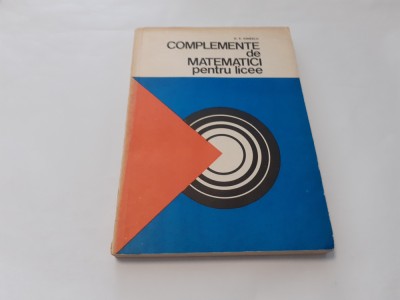 COMPLEMENTE
de
MATEMATICI
pentru licee